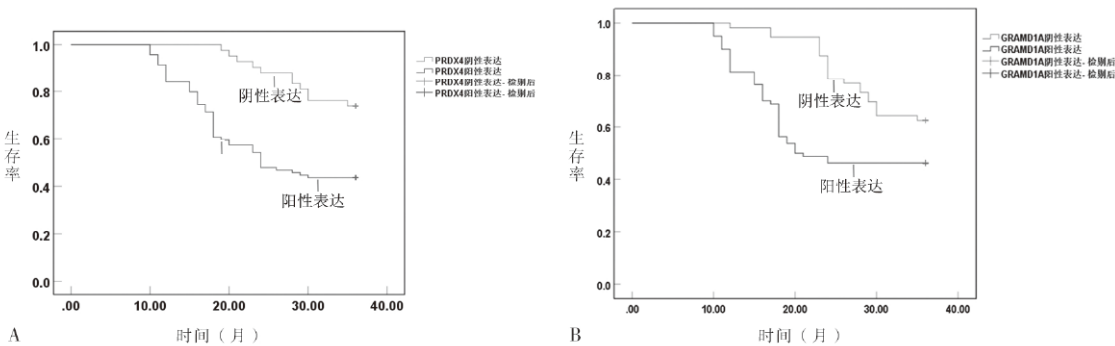 1.0
0.8
0.6
0.4
0.2
0.0
生存率
.00
10.00
20.00
30.00
40.00
时间（月）
A
阴性表达
阳性表达
PRDX4阴性表达
PRDX4阳性表达
PRDX4阴性表达-检测后
PRDX4阳性表达-检测后
1.0
0.8
0.6
0.4
0.2
0.0
生存率
.00
10.00
20.00
30.00
40.00
时间（月）
B
阴性表达
阳性表达
GRAMD1A阴性表达
GRAMD1A阳性表达
GRAMD1A阴性表达-检测后
GRAMD1A阳性表达-检测后